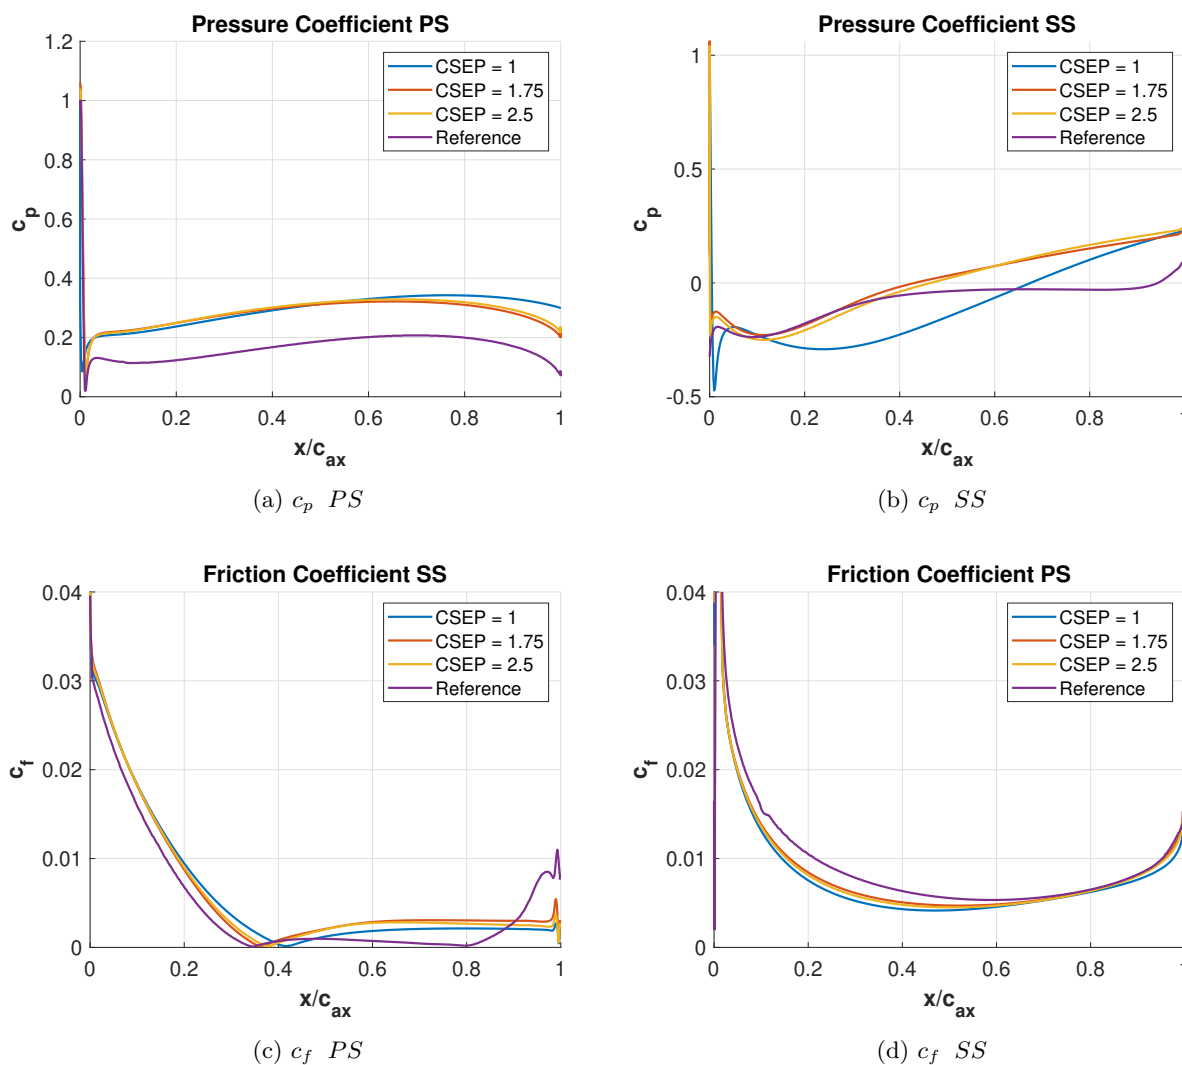 Pressure Coefficient PS
CSEP = 1
CSEP = 1.75
CSEP = 2.5
Reference
1.2
1
0.8
0.6
0.4
0.2
0
c_p
0 0.2 0.4 0.6 0.8 1
x/c_ax
(a) c_p PS
Pressure Coefficient SS
CSEP = 1
CSEP = 1.75
CSEP = 2.5
Reference
1
0.5
0
-0.5
c_p
0 0.2 0.4 0.6 0.8 1
x/c_ax
(b) c_p SS
Friction Coefficient SS
CSEP = 1
CSEP = 1.75
CSEP = 2.5
Reference
0.04
0.03
0.02
0.01
0
c_f
0 0.2 0.4 0.6 0.8 1
x/c_ax
(c) c_f PS
Friction Coefficient PS
CSEP = 1
CSEP = 1.75
CSEP = 2.5
Reference
0.04
0.03
0.02
0.01
0
c_f
0 0.2 0.4 0.6 0.8 1
x/c_ax
(d) c_f SS